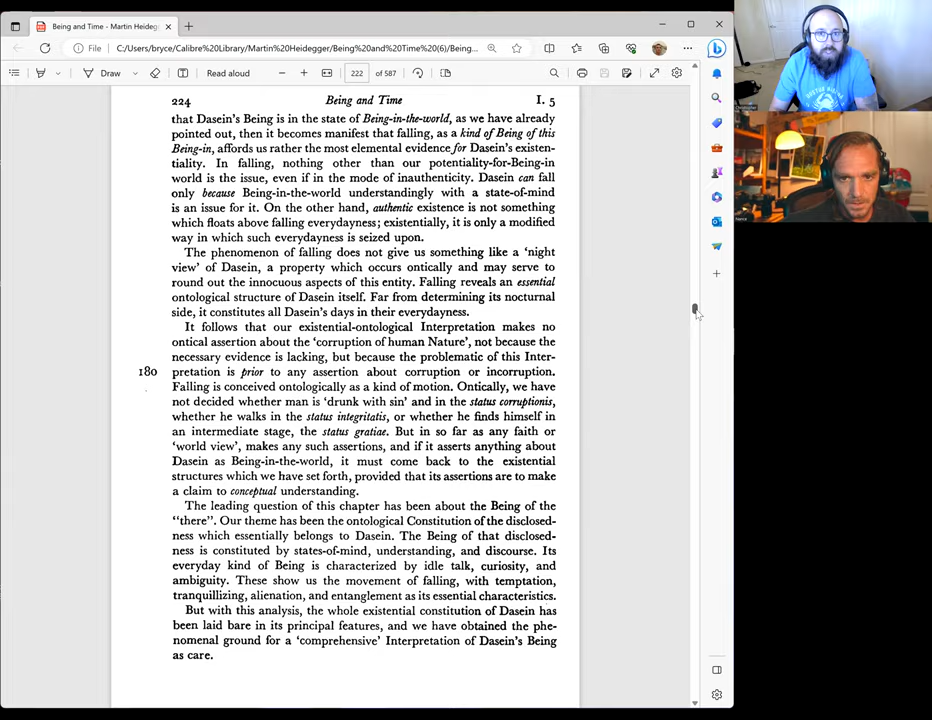 Being and Time - Martin Heideg
File
C:/Users/bryce/Calibre%20Library/Martin%20Heidegger/Being%20and%20Time%20(6)/Being...
Draw
Read aloud
222 of 587
224 Being and Time I. 5
that Dasein's Being is in the state of Being-in-the-world, as we have already
pointed out, then it becomes manifest that falling, as a kind of Being of this
Being-in, affords us rather the most elemental evidence for Dasein's existen-
tiality. In falling, nothing other than our potentiality-for-Being-in
world is the issue, even if in the mode of inauthenticity. Dasein can fall
only because Being-in-the-world understandingly with a state-of-mind
is an issue for it. On the other hand, authentic existence is not something
which floats above falling everydayness; existentially, it is only a modified
way in which such everydayness is seized upon.
The phenomenon of falling does not give us something like a 'night
view' of Dasein, a property which occurs ontically and may serve to
round out the innocuous aspects of this entity. Falling reveals an essential
ontological structure of Dasein itself. Far from determining its nocturnal
side, it constitutes all Dasein's days in their everydayness.
It follows that our existential-ontological Interpretation makes no
ontical assertion about the 'corruption of human Nature', not because the
necessary evidence is lacking, but because the problematic of this Inter-
180 pretation is prior to any assertion about corruption or incorruption.
Falling is conceived ontologically as a kind of motion. Ontically, we have
not decided whether man is 'drunk with sin' and in the status corruptionis,
whether he walks in the status integritatis, or whether he finds himself in
an intermediate stage, the status gratiae. But in so far as any faith or
'world view', makes any such assertions, and if it asserts anything about
Dasein as Being-in-the-world, it must come back to the existential
structures which we have set forth, provided that its assertions are to make
a claim to conceptual understanding.
The leading question of this chapter has been about the Being of the
"there". Our theme has been the ontological Constitution of the disclosed-
ness which essentially belongs to Dasein. The Being of that disclosed-
ness is constituted by states-of-mind, understanding, and discourse. Its
everyday kind of Being is characterized by idle talk, curiosity, and
ambiguity. These show us the movement of falling, with temptation,
tranquillizing, alienation, and entanglement as its essential characteristics.
But with this analysis, the whole existential constitution of Dasein has
been laid bare in its principal features, and we have obtained the phe-
nomenal ground for a 'comprehensive' Interpretation of Dasein's Being
as care.